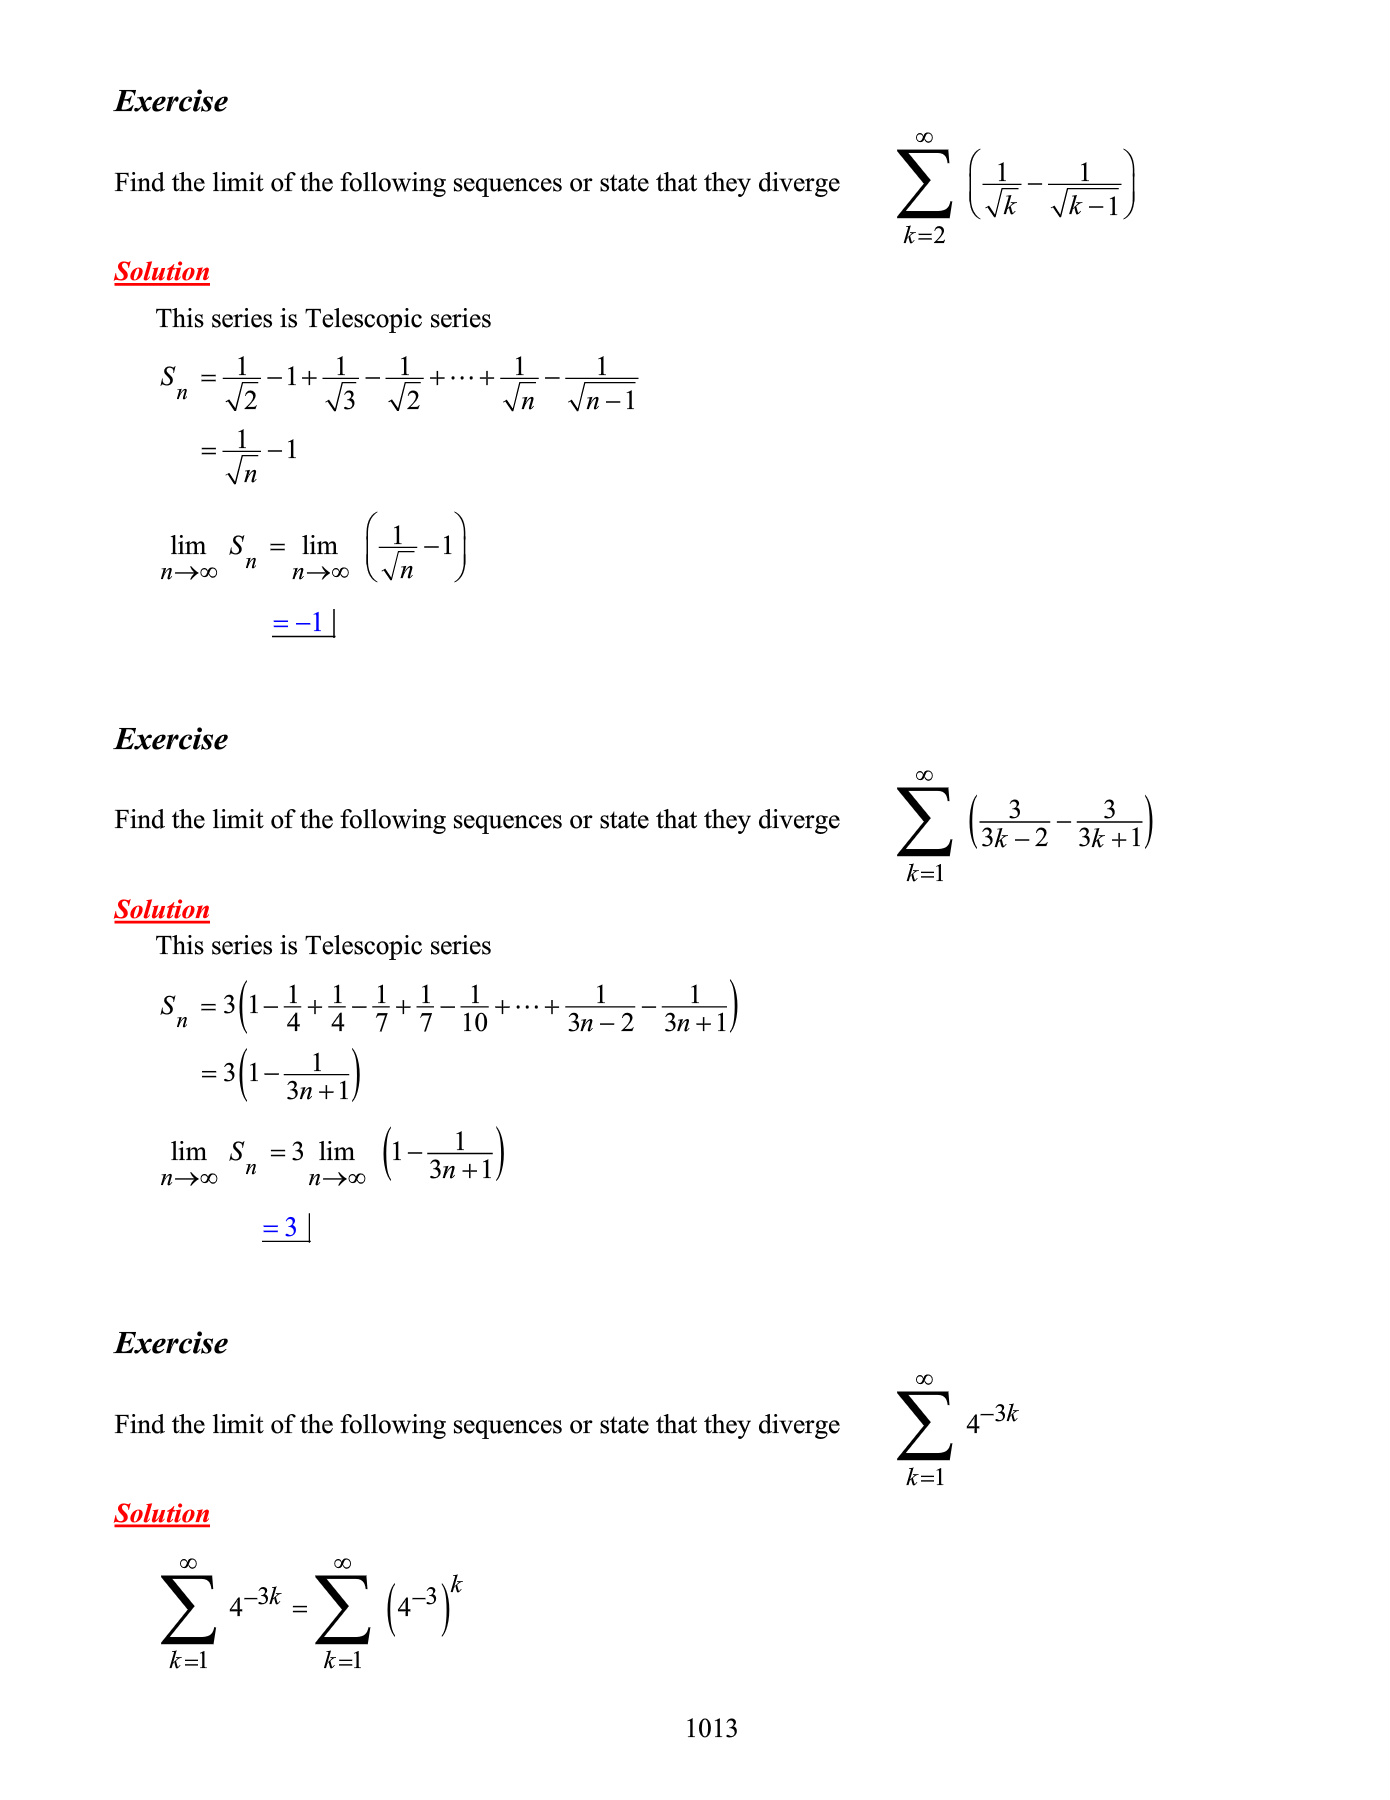 Exercise
Find the limit of the following sequences or state that they diverge $\sum_{k=2}^{\infty} \left( \frac{1}{\sqrt{k}} - \frac{1}{\sqrt{k-1}} \right)$
Solution
This series is Telescopic series
$S_n = \frac{1}{\sqrt{2}} - 1 + \frac{1}{\sqrt{3}} - \frac{1}{\sqrt{2}} + \cdots + \frac{1}{\sqrt{n}} - \frac{1}{\sqrt{n-1}}$
$= \frac{1}{\sqrt{n}} - 1$
$\lim_{n \to \infty} S_n = \lim_{n \to \infty} \left( \frac{1}{\sqrt{n}} - 1 \right)$
$= -1 |$
Exercise
Find the limit of the following sequences or state that they diverge $\sum_{k=1}^{\infty} \left( \frac{3}{3k-2} - \frac{3}{3k+1} \right)$
Solution
This series is Telescopic series
$S_n = 3\left( 1 - \frac{1}{4} + \frac{1}{4} - \frac{1}{7} + \frac{1}{7} - \frac{1}{10} + \cdots + \frac{1}{3n-2} - \frac{1}{3n+1} \right)$
$= 3\left( 1 - \frac{1}{3n+1} \right)$
$\lim_{n \to \infty} S_n = 3 \lim_{n \to \infty} \left( 1 - \frac{1}{3n+1} \right)$
$= 3 |$
Exercise
Find the limit of the following sequences or state that they diverge $\sum_{k=1}^{\infty} 4^{-3k}$
Solution
$\sum_{k=1}^{\infty} 4^{-3k} = \sum_{k=1}^{\infty} \left( 4^{-3} \right)^k$
1013